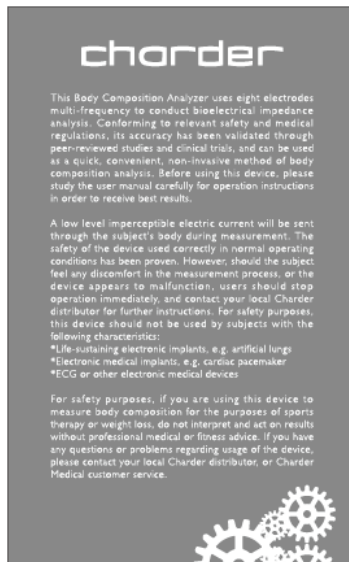 charder
This Body Composition Analyzer uses eight electrodes
multi-frequency to conduct bioelectrical impedance
analysis. Conforming to relevant safety and medical
regulations, its accuracy has been validated through
peer-reviewed studies and clinical trials, and can be used
as a quick, convenient, non-invasive method of body
composition analysis. Before using this device, please
study the user manual carefully for operation instructions
in order to receive best results.
A low level imperceptible electric current will be sent
through the subject's body during measurement. The
safety of the device used correctly in normal operating
conditions has been proven. However, should the subject
feel any discomfort in the measurement process, or the
device appears to malfunction, users should stop
operation immediately, and contact your local Charder
distributor for further instructions. For safety purposes,
this device should not be used by subjects with the
following characteristics:
*Life-sustaining electronic implants, e.g. artificial lungs
*Electronic medical implants, e.g. cardiac pacemaker
*ECG or other electronic medical devices
For safety purposes, if you are using this device to
measure body composition for the purposes of sports
therapy or weight loss, do not interpret and act on results
without professional medical or fitness advice. If you have
any questions or problems regarding usage of the device,
please contact your local Charder distributor, or Charder
Medical customer service.